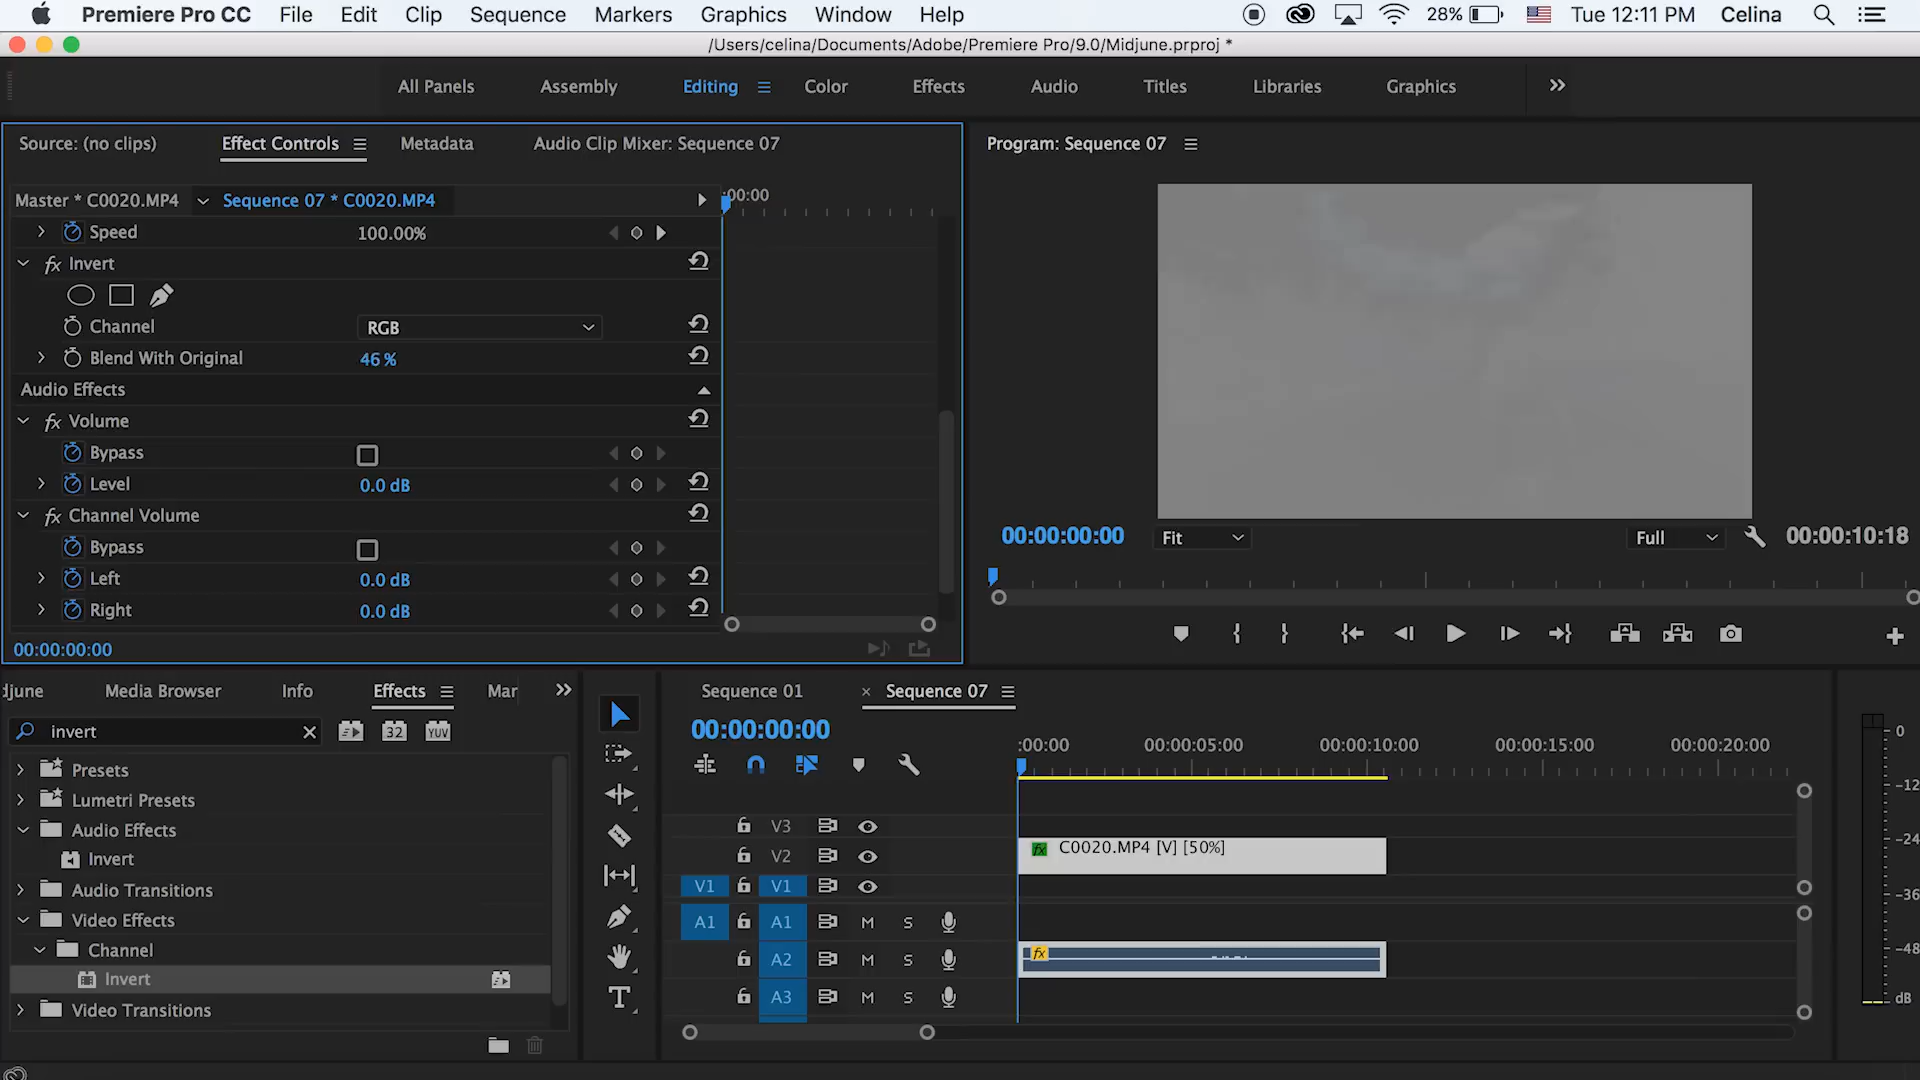 Premiere Pro CC File Edit Clip Sequence Markers Graphics Window Help 28% Tue 12:11 PM Celina
/Users/celina/Documents/Adobe/Premiere Pro/9.0/Midjune.prproj *
All Panels Assembly Editing Color Effects Audio Titles Libraries Graphics
Source: (no clips) Effect Controls Metadata Audio Clip Mixer: Sequence 07
Master * C0020.MP4 Sequence 07 * C0020.MP4
:00:00
Speed 100.00%
fx Invert
Channel RGB
Blend With Original 46 %
Audio Effects
fx Volume
Bypass
Level 0.0 dB
fx Channel Volume
Bypass
Left 0.0 dB
Right 0.0 dB
00:00:00:00
Program: Sequence 07
00:00:00:00 Fit Full 00:00:10:18
djune Media Browser Info Effects Mar
invert 32 YUV
Presets
Lumetri Presets
Audio Effects
Invert
Audio Transitions
Video Effects
Channel
Invert
Video Transitions
T
Sequence 01 × Sequence 07
00:00:00:00
:00:00 00:00:05:00 00:00:10:00 00:00:15:00 00:00:20:00
V3
V2
V1 V1
A1 A1 M S
A2 M S
A3 M S
fx C0020.MP4 [V] [50%]
fx
0
-12
-24
-36
-48
dB